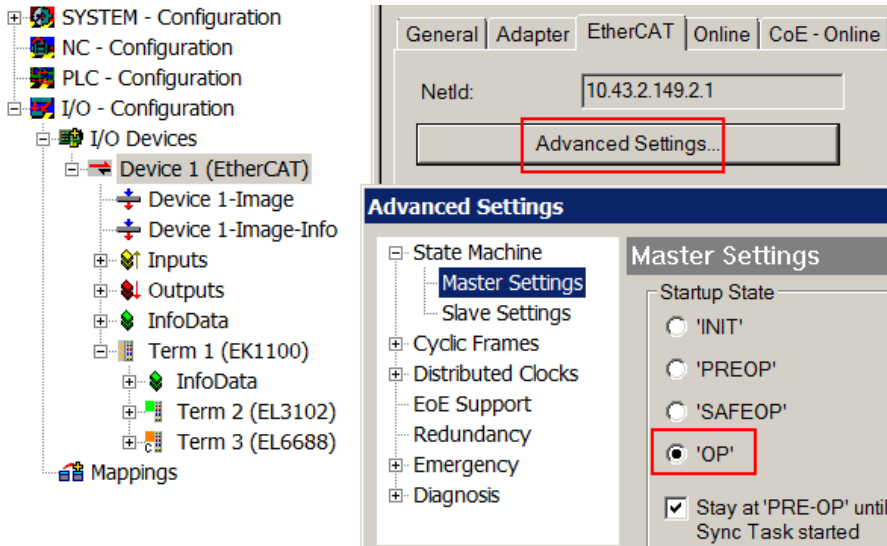 SYSTEM - Configuration
NC - Configuration
PLC - Configuration
I/O - Configuration
I/O Devices
Device 1 (EtherCAT)
Device 1-Image
Device 1-Image-Info
Inputs
Outputs
InfoData
Term 1 (EK1100)
InfoData
Term 2 (EL3102)
Term 3 (EL6688)
Mappings
General Adapter EtherCAT Online CoE - Online
NetId: 10.43.2.149.2.1
Advanced Settings...
Advanced Settings
State Machine
Master Settings
Slave Settings
Cyclic Frames
Distributed Clocks
EoE Support
Redundancy
Emergency
Diagnosis
Master Settings
Startup State
'INIT'
'PREOP'
'SAFEOP'
'OP'
Stay at 'PRE-OP' until
Sync Task started